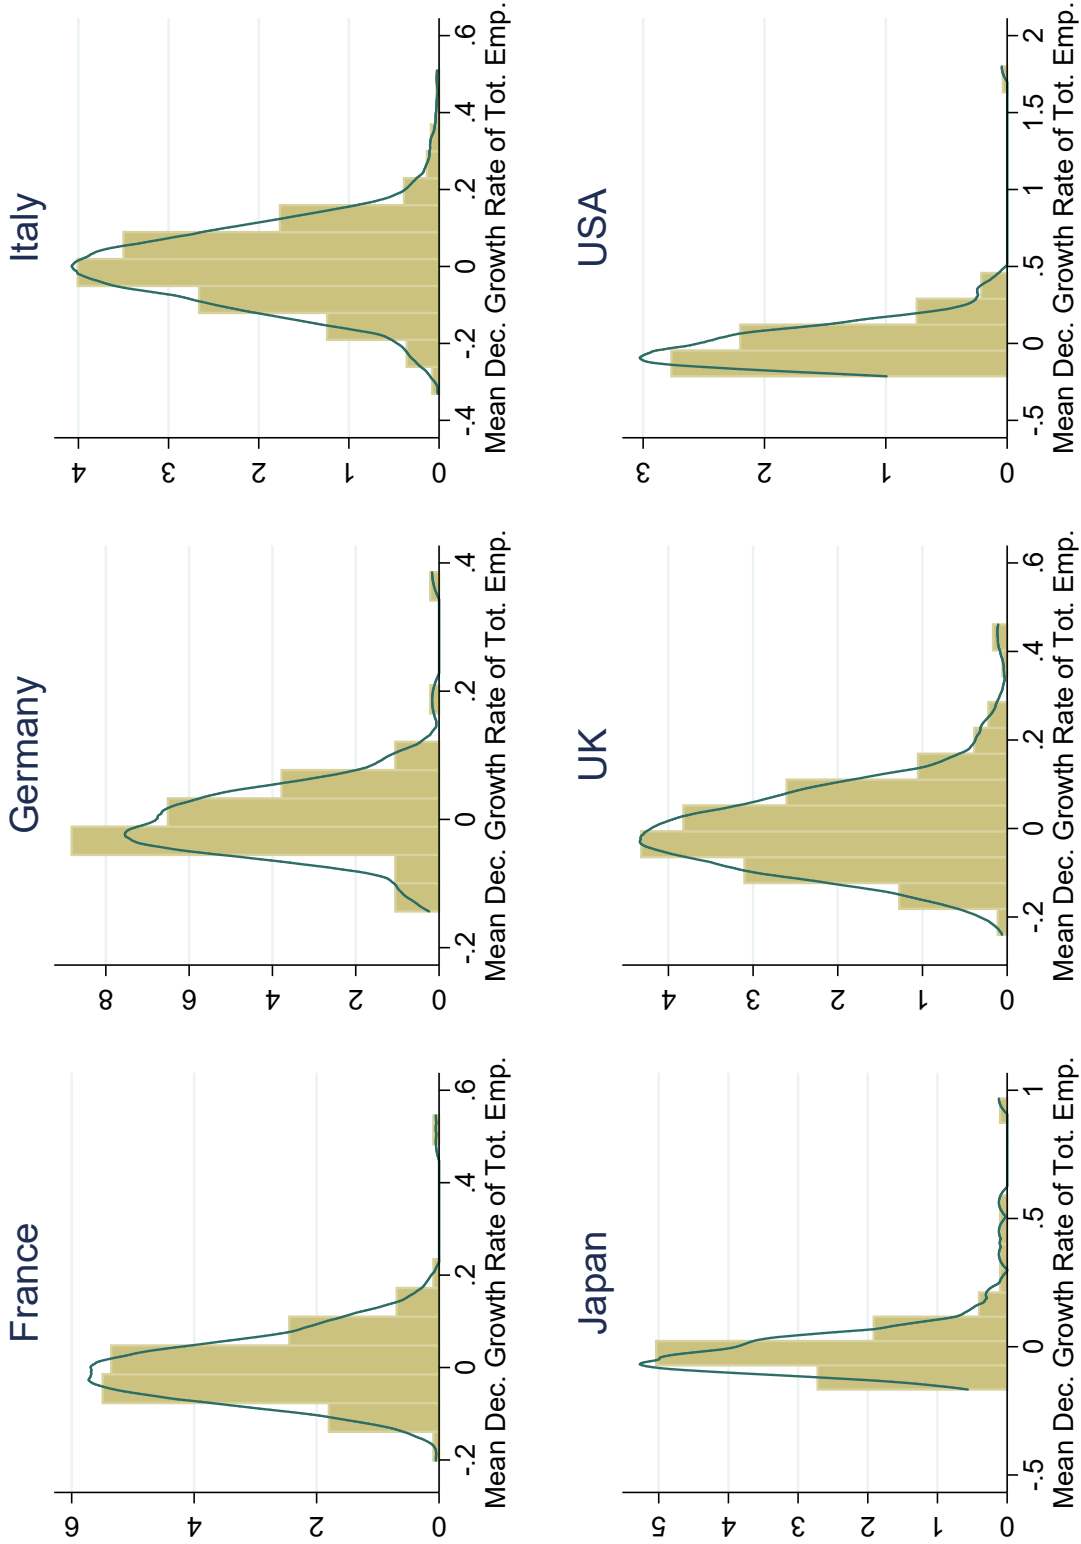 France
6
4
2
0
-.2 0 .2 .4 .6
Mean Dec. Growth Rate of Tot. Emp.
Germany
8
6
4
2
0
-.2 0 .2 .4
Mean Dec. Growth Rate of Tot. Emp.
Italy
4
3
2
1
0
-.4 -.2 0 .2 .4 .6
Mean Dec. Growth Rate of Tot. Emp.
Japan
5
4
3
2
1
0
-.5 0 .5 1
Mean Dec. Growth Rate of Tot. Emp.
UK
4
3
2
1
0
-.2 0 .2 .4 .6
Mean Dec. Growth Rate of Tot. Emp.
USA
3
2
1
0
-.5 0 .5 1 1.5 2
Mean Dec. Growth Rate of Tot. Emp.